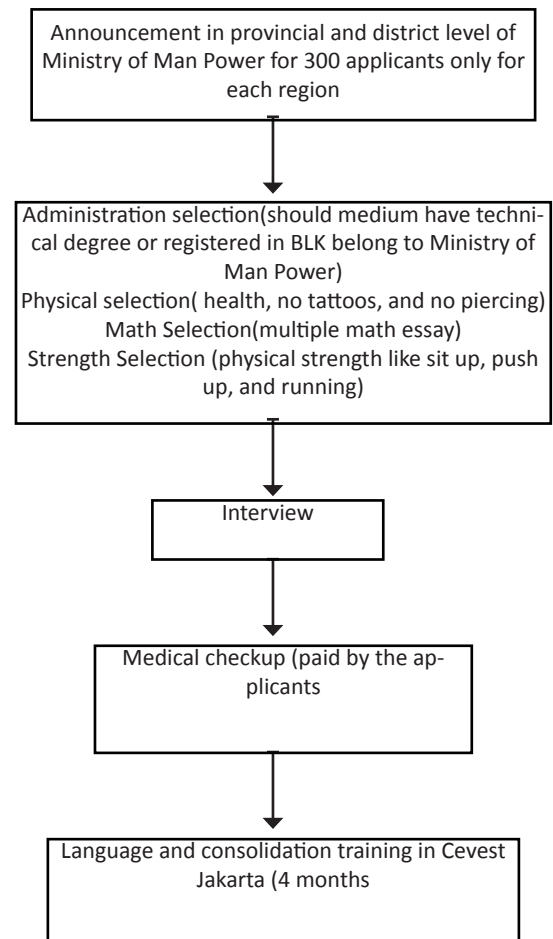 Announcement in provincial and district level of
Ministry of Man Power for 300 applicants only for
each region
Administration selection(should medium have techni-
cal degree or registered in BLK belong to Ministry of
Man Power)
Physical selection( health, no tattoos, and no piercing)
Math Selection(multiple math essay)
Strength Selection (physical strength like sit up, push
up, and running)
Interview
Medical checkup (paid by the ap-
plicants
Language and consolidation training in Cevest
Jakarta (4 months